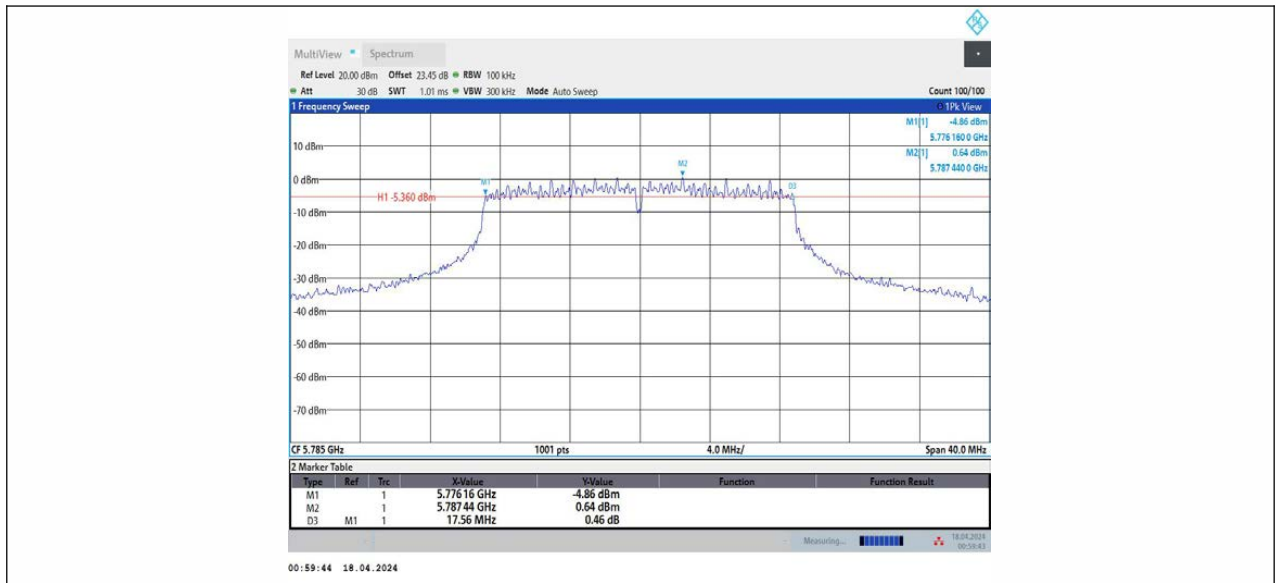 MultiView Spectrum
Ref Level 20.00 dBm Offset 23.45 dB RBW 100 kHz
Att 30 dB SWT 1.01 ms VBW 300 kHz Mode Auto Sweep Count 100/100
1 Frequency Sweep 1Pk View
M1[1] -4.86 dBm
5.776 160 0 GHz
M2[1] 0.64 dBm
5.787 440 0 GHz
10 dBm
M2
0 dBm
M1
D3
H1 -5.360 dBm
-10 dBm
-20 dBm
-30 dBm
-40 dBm
-50 dBm
-60 dBm
-70 dBm
CF 5.785 GHz 1001 pts 4.0 MHz/ Span 40.0 MHz
2 Marker Table
Type Ref Trc X-Value Y-Value Function Function Result
M1 1 5.77616 GHz -4.86 dBm
M2 1 5.78744 GHz 0.64 dBm
D3 M1 1 17.56 MHz 0.46 dB
Measuring... 18.04.2024
00:59:43
00:59:44 18.04.2024